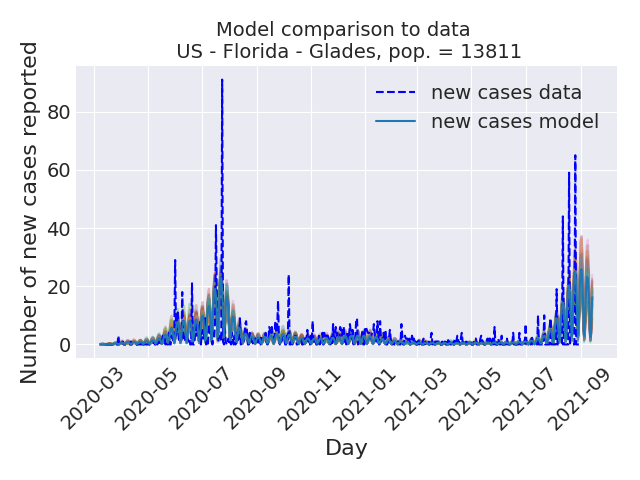 Model comparison to data
US - Florida - Glades, pop. = 13811
new cases data
new cases model
Number of new cases reported
80
60
40
20
0
2020-03
2020-05
2020-07
2020-09
2020-11
2021-01
2021-03
2021-05
2021-07
2021-09
Day